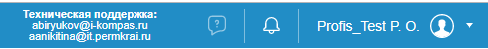 Техническая поддержка:
abiryukov@i-kompas.ru
aanikitina@it.permkrai.ru
Profis_Test P. O.